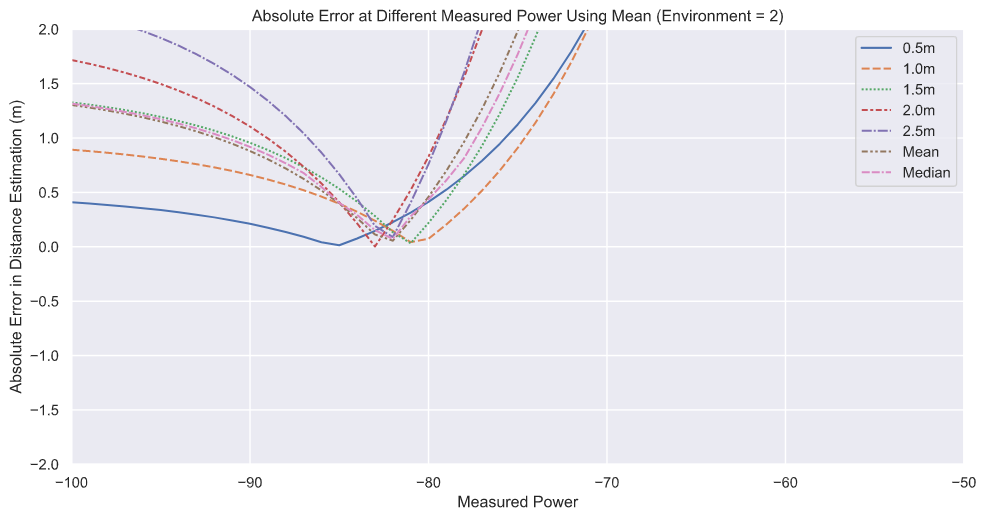 Absolute Error at Different Measured Power Using Mean (Environment = 2)
Absolute Error in Distance Estimation (m)
2.0
1.5
1.0
0.5
0.0
−0.5
−1.0
−1.5
−2.0
0.5m
1.0m
1.5m
2.0m
2.5m
Mean
Median
−100
−90
−80
−70
−60
−50
Measured Power